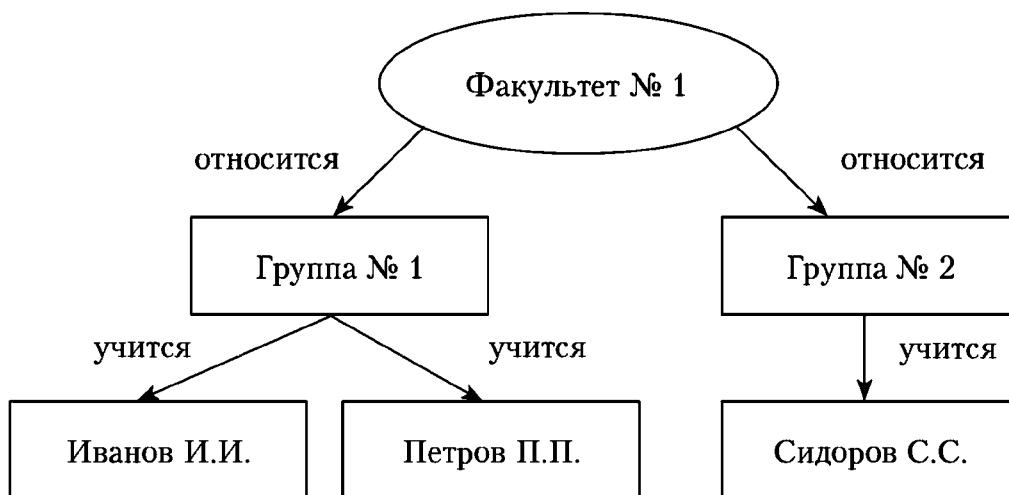 Факультет № 1
относится
относится
Группа № 1
Группа № 2
учится
учится
учится
Иванов И.И.
Петров П.П.
Сидоров С.С.